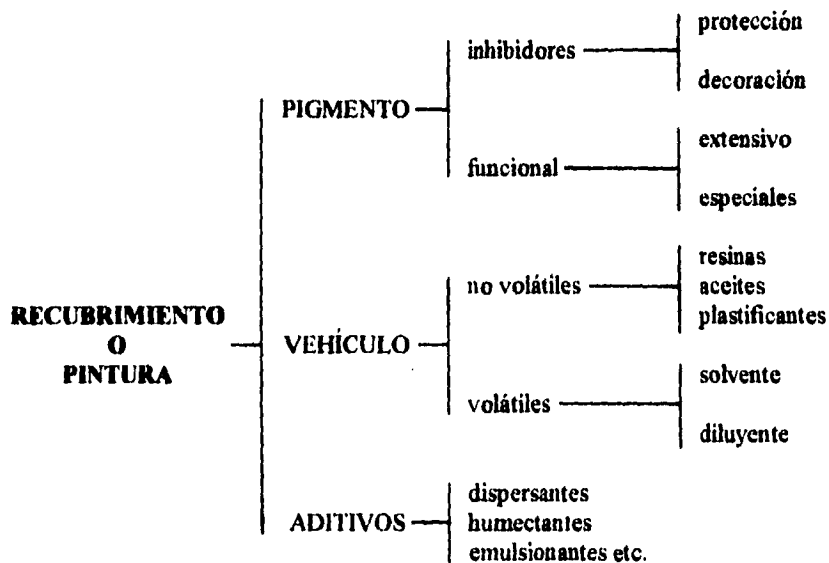 RECUBRIMIENTO
O
PINTURA
PIGMENTO
inhibidores
protección
decoración
funcional
extensivo
especiales
VEHÍCULO
no volátiles
resinas
aceites
plastificantes
volátiles
solvente
diluyente
ADITIVOS
dispersantes
humectantes
emulsionantes etc.